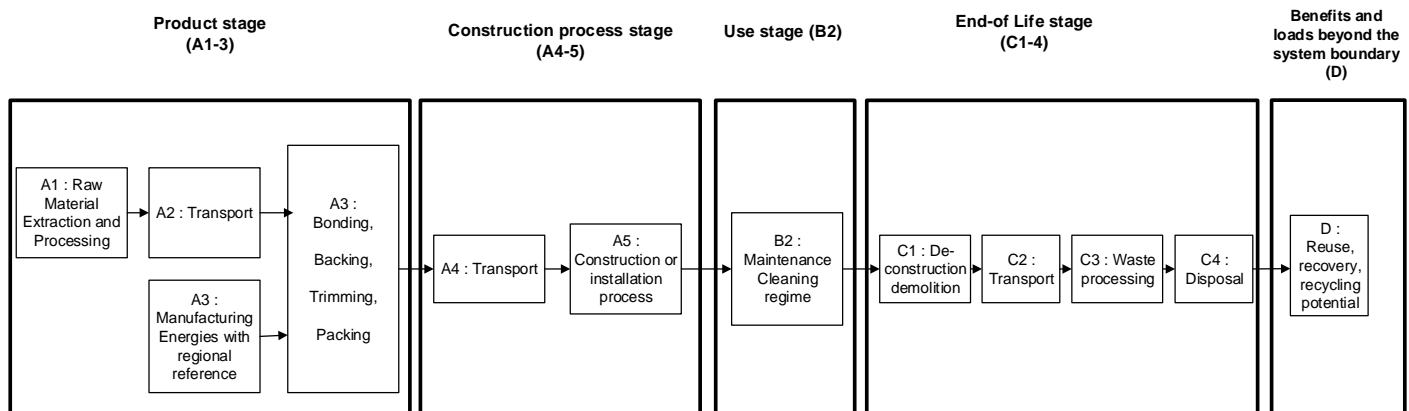 Product stage
(A1-3)
Construction process stage
(A4-5)
Use stage (B2)
End-of Life stage
(C1-4)
Benefits and
loads beyond the
system boundary
(D)
A1 : Raw
Material
Extraction and
Processing
A2 : Transport
A3 :
Manufacturing
Energies with
regional
reference
A3 :
Bonding,
Backing,
Trimming,
Packing
A4 : Transport
A5 :
Construction or
installation
process
B2 :
Maintenance
Cleaning
regime
C1 : De-
construction
demolition
C2 :
Transport
C3 : Waste
processing
C4 :
Disposal
D :
Reuse,
recovery,
recycling
potential